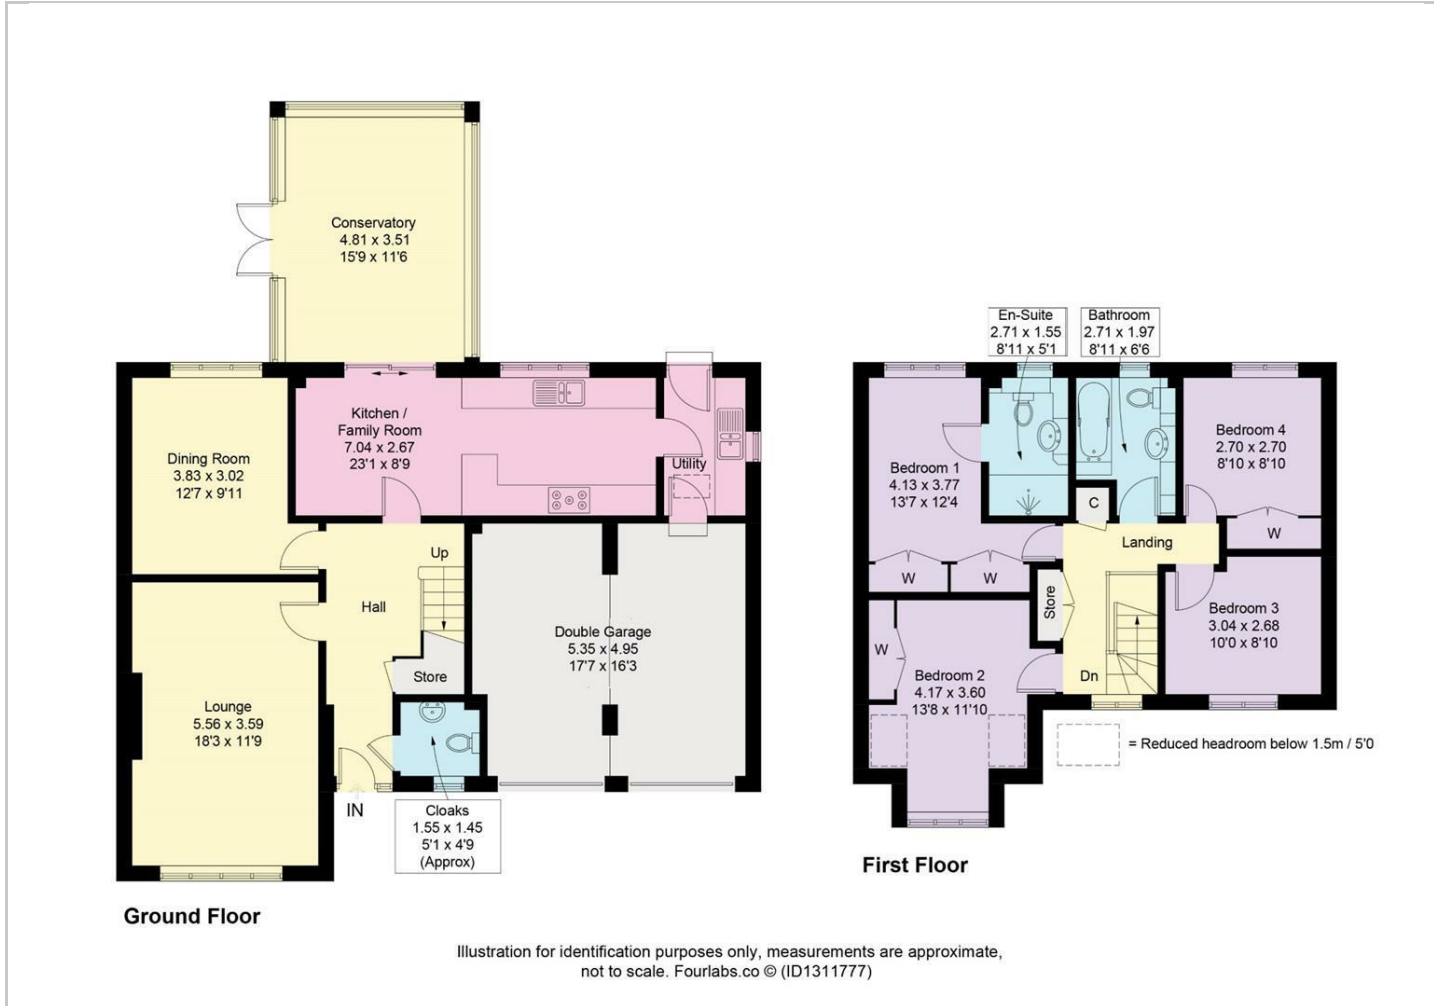 Conservatory
4.81 x 3.51
15'9 x 11'6
Kitchen /
Family Room
7.04 x 2.67
23'1 x 8'9
Dining Room
3.83 x 3.02
12'7 x 9'11
Utility
Up
Hall
Double Garage
5.35 x 4.95
17'7 x 16'3
Store
Lounge
5.56 x 3.59
18'3 x 11'9
IN
Cloaks
1.55 x 1.45
5'1 x 4'9
(Approx)
Ground Floor
En-Suite
2.71 x 1.55
8'11 x 5'1
Bathroom
2.71 x 1.97
8'11 x 6'6
Bedroom 1
4.13 x 3.77
13'7 x 12'4
Bedroom 4
2.70 x 2.70
8'10 x 8'10
C
Landing
W
W
W
Store
Bedroom 3
3.04 x 2.68
10'0 x 8'10
W
Bedroom 2
4.17 x 3.60
13'8 x 11'10
Dn
= Reduced headroom below 1.5m / 5'0
First Floor
Illustration for identification purposes only, measurements are approximate,
not to scale. Fourlabs.co © (ID1311777)